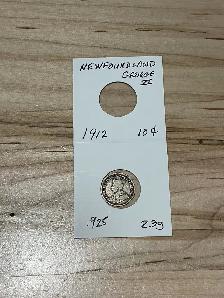 NEWFOUNDLAND
GEORGE
V
1912 10¢
.925 2.3g